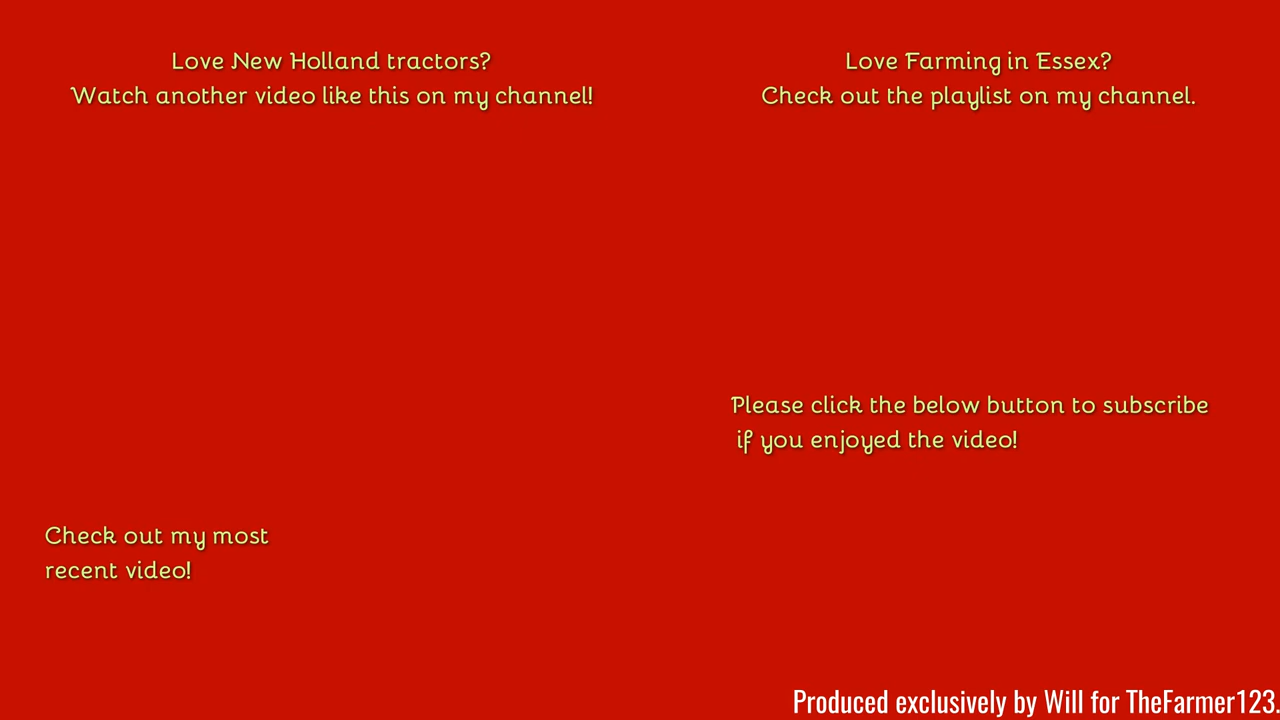 Love New Holland tractors?
Watch another video like this on my channel!
Love Farming in Essex?
Check out the playlist on my channel.
Please click the below button to subscribe
if you enjoyed the video!
Check out my most
recent video!
Produced exclusively by Will for TheFarmer123.